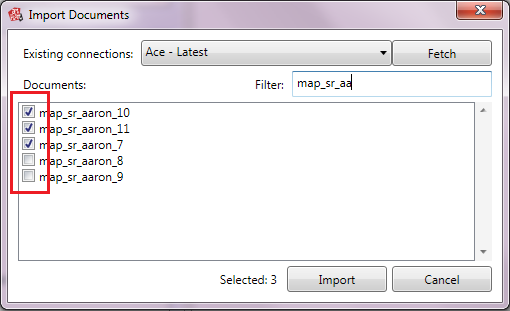 Import Documents
Existing connections: Ace - Latest Fetch
Documents: Filter: map_sr_aa
map_sr_aaron_10
map_sr_aaron_11
map_sr_aaron_7
map_sr_aaron_8
map_sr_aaron_9
Selected: 3 Import Cancel